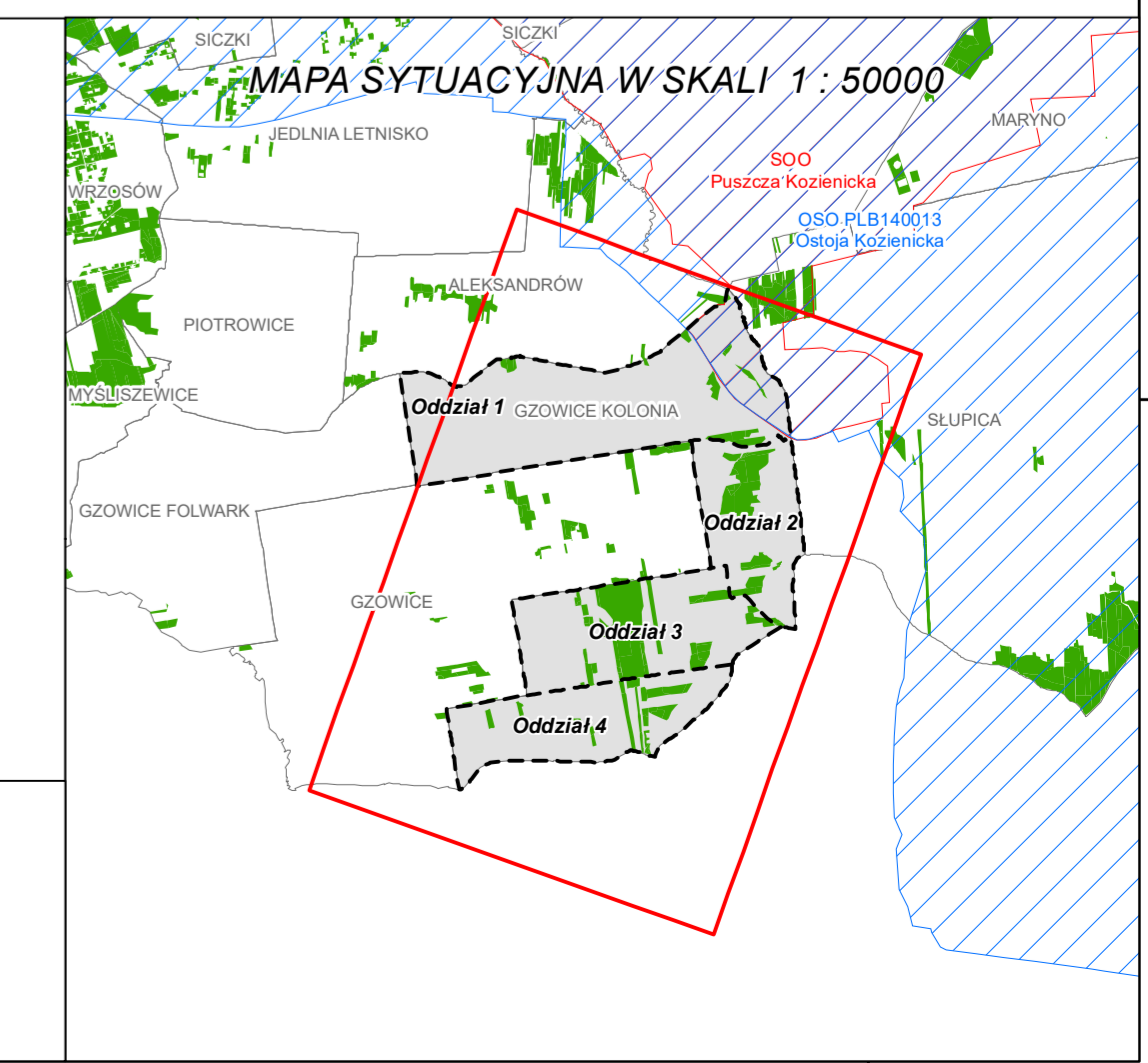 SICZKI
SICZKI
MAPA SYTUACYJNA W SKALI 1 : 50000
MARYNO
JEDLNIA LETNISKO
SOO
Puszcza Kozienicka
WRZOSÓW
OSO PLB140013
Ostoja Kozienicka
ALEKSANDRÓW
PIOTROWICE
MYŚLISZEWICE
Oddział 1
GZOWICE KOLONIA
SŁUPICA
GZOWICE FOLWARK
Oddział 2
GZOWICE
Oddział 3
Oddział 4